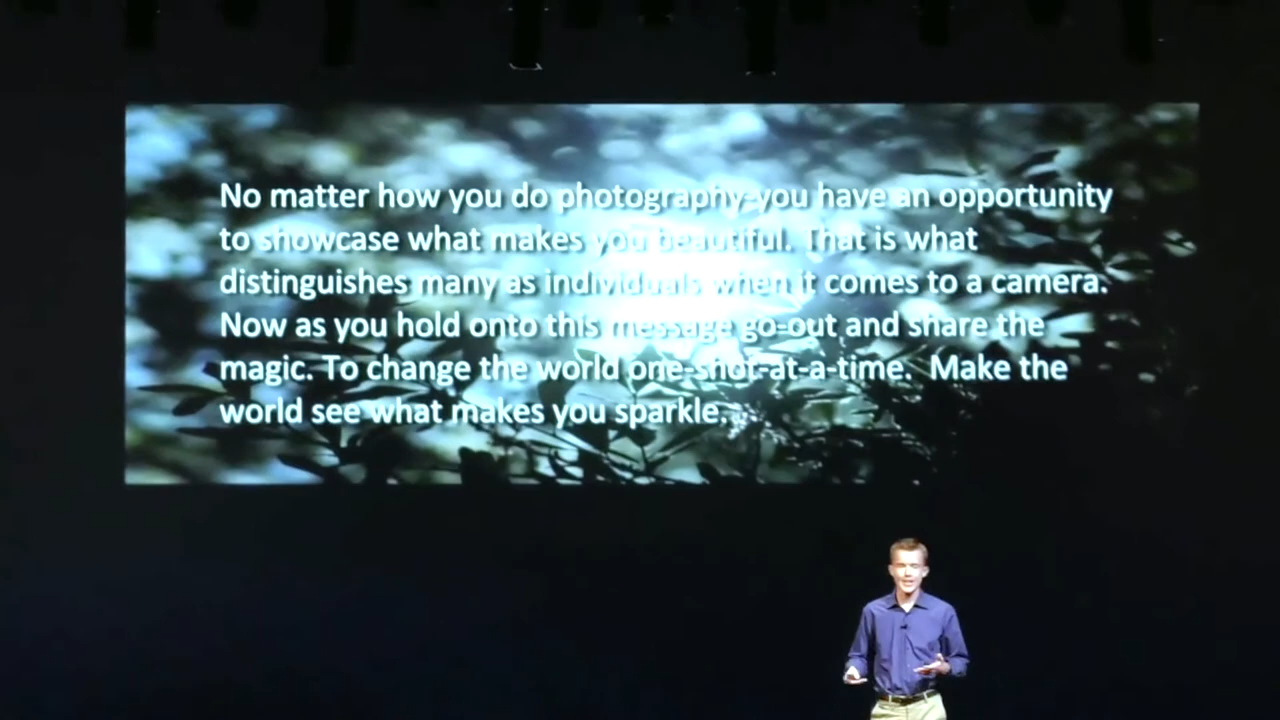 No matter how you do photography-you have an opportunity
to showcase what makes you beautiful. That is what
distinguishes many as individuals when it comes to a camera.
Now as you hold onto this message go-out and share the
magic. To change the world one-shot-at-a-time.  Make the
world see what makes you sparkle.